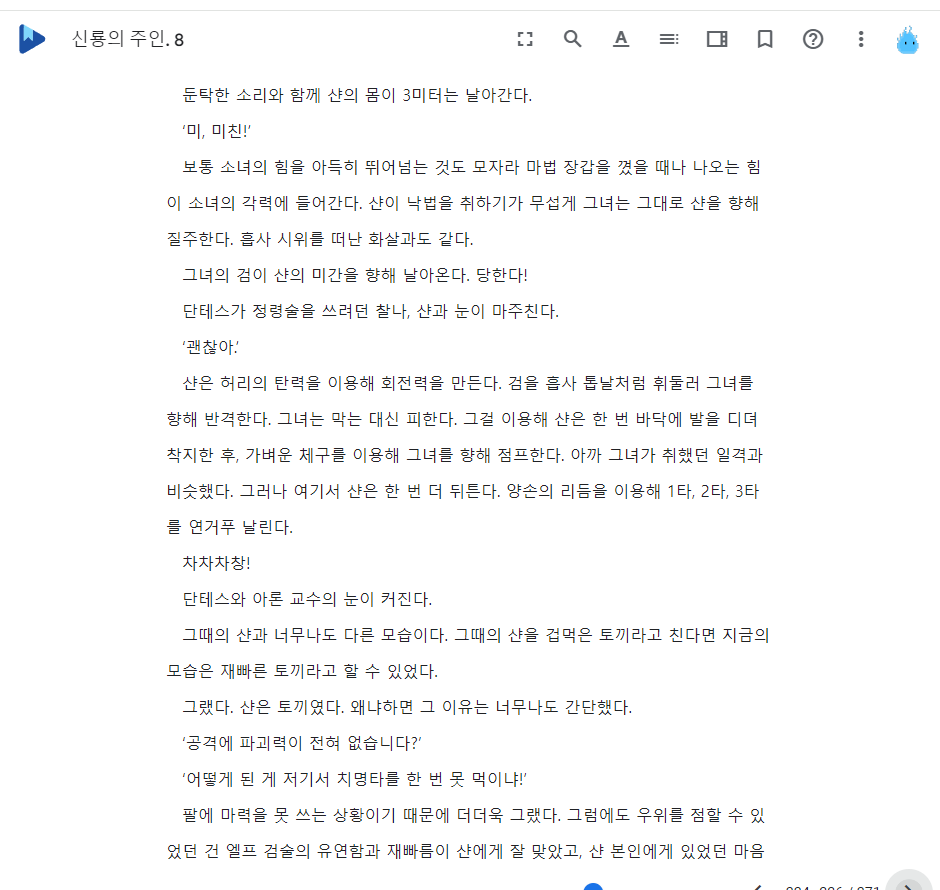 신룡의 주인. 8
둔탁한 소리와 함께 샨의 몸이 3미터는 날아간다.
‘미, 미친!’
보통 소녀의 힘을 아득히 뛰어넘는 것도 모자라 마법 장갑을 꼈을 때나 나오는 힘
이 소녀의 각력에 들어간다. 샨이 낙법을 취하기가 무섭게 그녀는 그대로 샨을 향해
질주한다. 흡사 시위를 떠난 화살과도 같다.
그녀의 검이 샨의 미간을 향해 날아온다. 당한다!
단테스가 정령술을 쓰려던 찰나, 샨과 눈이 마주친다.
‘괜찮아.’
샨은 허리의 탄력을 이용해 회전력을 만든다. 검을 흡사 톱날처럼 휘둘러 그녀를
향해 반격한다. 그녀는 막는 대신 피한다. 그걸 이용해 샨은 한 번 바닥에 발을 디뎌
착지한 후, 가벼운 체구를 이용해 그녀를 향해 점프한다. 아까 그녀가 취했던 일격과
비슷했다. 그러나 여기서 샨은 한 번 더 뒤튼다. 양손의 리듬을 이용해 1타, 2타, 3타
를 연거푸 날린다.
차차차창!
단테스와 아론 교수의 눈이 커진다.
그때의 샨과 너무나도 다른 모습이다. 그때의 샨을 겁먹은 토끼라고 친다면 지금의
모습은 재빠른 토끼라고 할 수 있었다.
그랬다. 샨은 토끼였다. 왜냐하면 그 이유는 너무나도 간단했다.
‘공격에 파괴력이 전혀 없습니다?’
‘어떻게 된 게 저기서 치명타를 한 번 못 먹이냐!’
팔에 마력을 못 쓰는 상황이기 때문에 더더욱 그랬다. 그럼에도 우위를 점할 수 있
었던 건 엘프 검술의 유연함과 재빠름이 샨에게 잘 맞았고, 샨 본인에게 있었던 마음